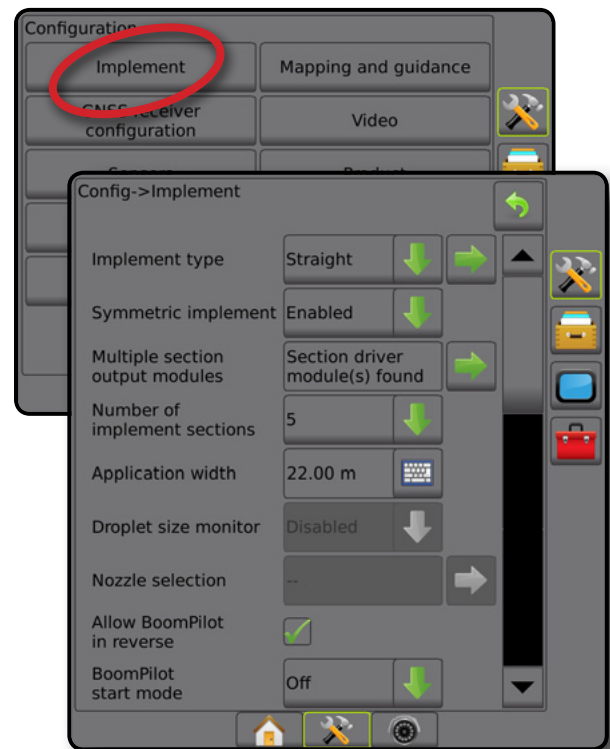 Configuration
Implement
Mapping and guidance
GNSS receiver
configuration
Video
Config->Implement
Implement type
Straight
Symmetric implement
Enabled
Multiple section
output modules
Section driver
module(s) found
Number of
implement sections
5
Application width
22.00 m
Droplet size monitor
Disabled
Nozzle selection
--
Allow BoomPilot
in reverse
BoomPilot
start mode
Off